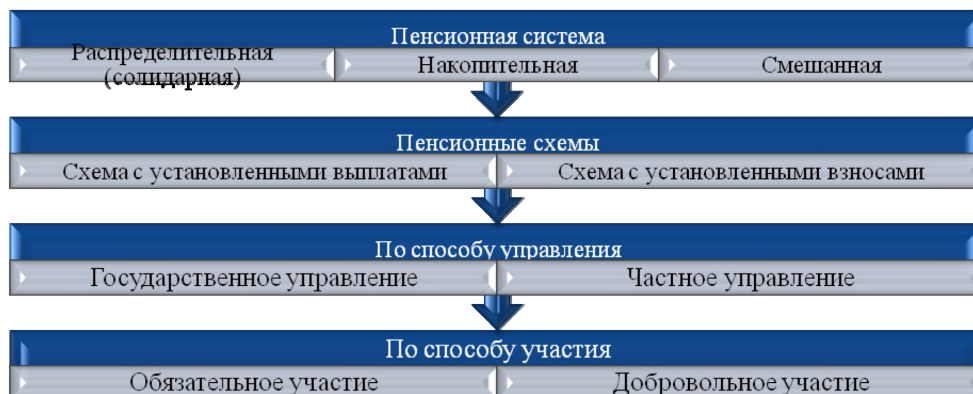 Пенсионная система
Распределительная
(солидарная)
Накопительная
Смешанная
Пенсионные схемы
Схема с установленными выплатами
Схема с установленными взносами
По способу управления
Государственное управление
Частное управление
По способу участия
Обязательное участие
Добровольное участие